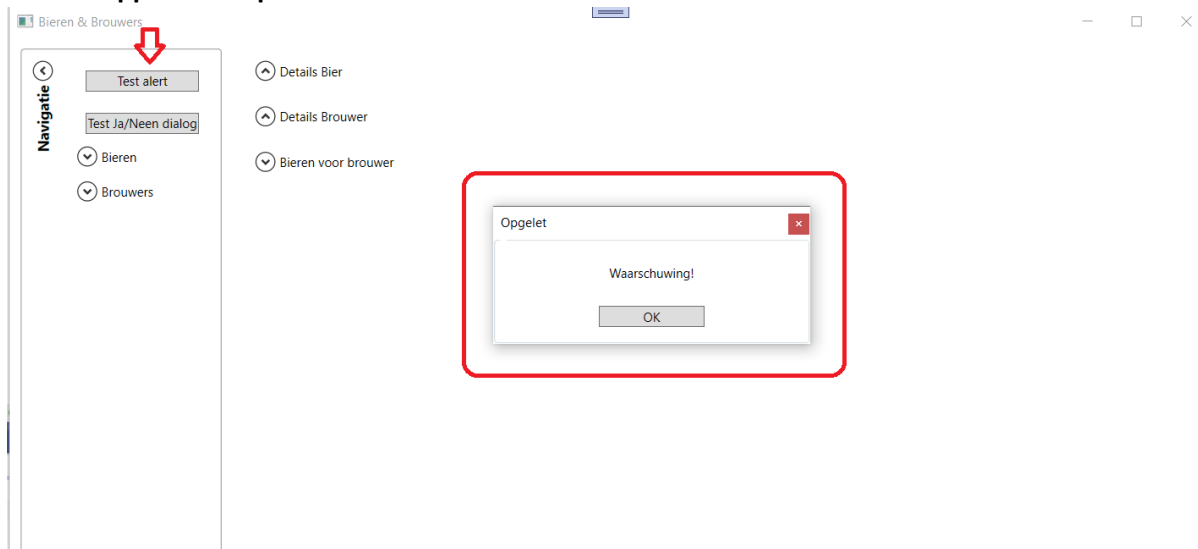 Bieren & Brouwers
Navigatie
Test alert
Test Ja/Neen dialog
Bieren
Brouwers
Details Bier
Details Brouwer
Bieren voor brouwer
Opgelet
Waarschuwing!
OK